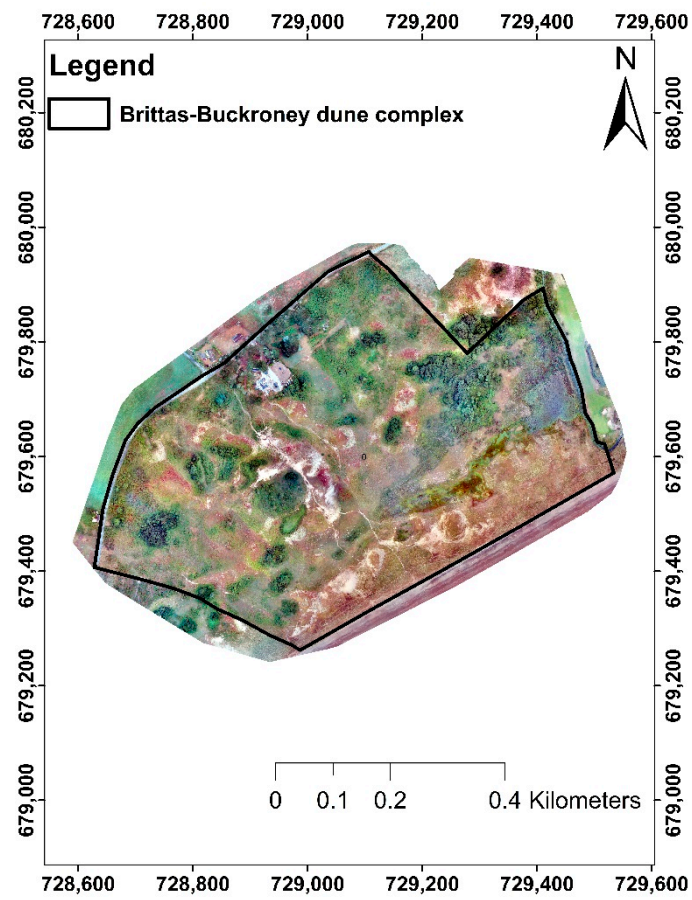 728,600 728,800 729,000 729,200 729,400 729,600
Legend
N
Brittas-Buckroney dune complex
680,200 680,200
680,000 680,000
679,800 679,800
679,600 679,600
679,400 679,400
679,200 679,200
679,000 679,000
0 0.1 0.2 0.4 Kilometers
728,600 728,800 729,000 729,200 729,400 729,600